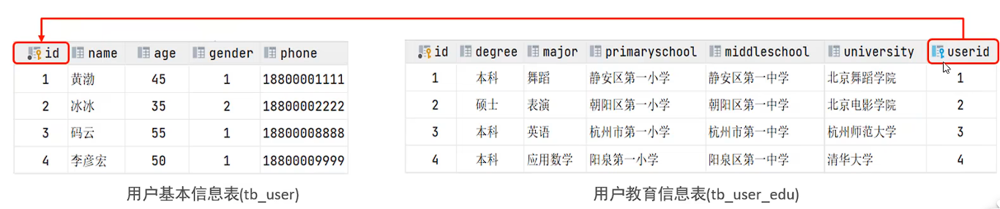 id name age gender phone
1 黄渤 45 1 18800001111
2 冰冰 35 2 18800002222
3 码云 55 1 18800008888
4 李彦宏 50 1 18800009999
用户基本信息表(tb_user)
id degree major primaryschool middleschool university userid
1 本科 舞蹈 静安区第一小学 静安区第一中学 北京舞蹈学院 1
2 硕士 表演 朝阳区第一小学 朝阳区第一中学 北京电影学院 2
3 本科 英语 杭州市第一小学 杭州市第一中学 杭州师范大学 3
4 本科 应用数学 阳泉第一小学 阳泉区第一中学 清华大学 4
用户教育信息表(tb_user_edu)